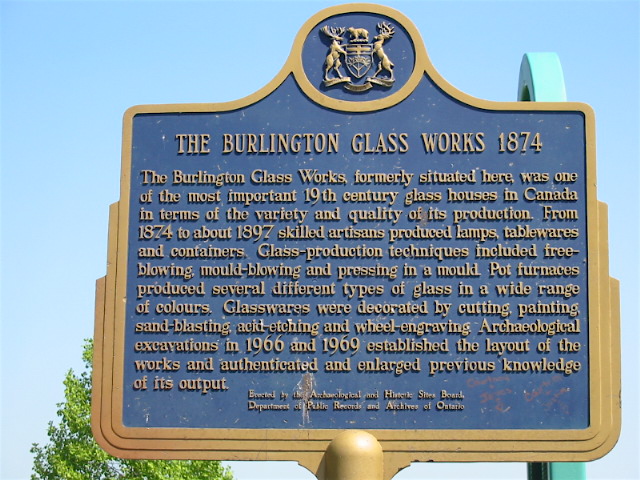 THE BURLINGTON GLASS WORKS 1874
The Burlington Glass Works, formerly situated here, was one
of the most important 19th century glass houses in Canada
in terms of the variety and quality of its production. From
1874 to about 1897 skilled artisans produced lamps, tablewares
and containers. Glass-production techniques included free-
blowing, mould-blowing and pressing in a mould. Pot furnaces
produced several different types of glass in a wide range
of colours. Glasswares were decorated by cutting, painting,
sand-blasting, acid-etching and wheel-engraving. Archaeological
excavations in 1966 and 1969 established the layout of the
works and authenticated and enlarged previous knowledge
of its output.
Erected by the Archaeological and Historic Sites Board,
Department of Public Records and Archives of Ontario